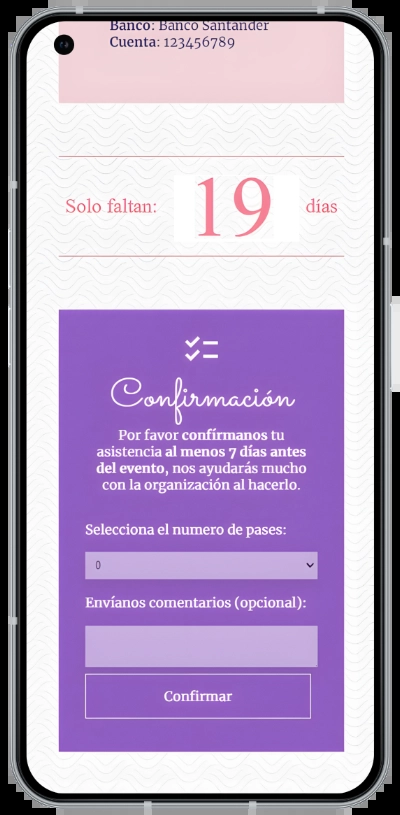 Banco: Banco Santander
Cuenta: 123456789
Solo faltan: 19 días
Confirmación
Por favor confírmanos tu
asistencia al menos 7 días antes
del evento, nos ayudarás mucho
con la organización al hacerlo.
Selecciona el numero de pases:
0
Envíanos comentarios (opcional):
Confirmar